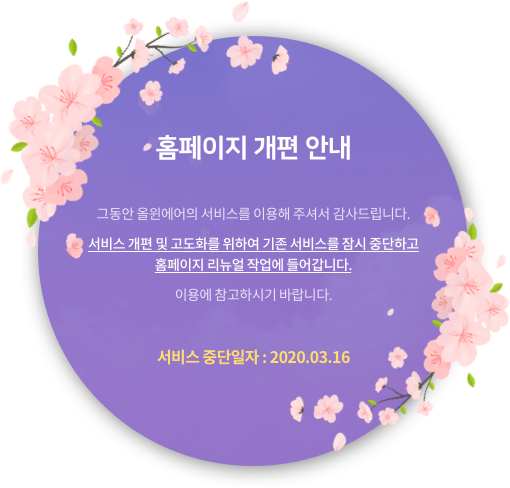 홈페이지 개편 안내
그동안 올윈에어의 서비스를 이용해 주셔서 감사드립니다.
서비스 개편 및 고도화를 위하여 기존 서비스를 잠시 중단하고
홈페이지 리뉴얼 작업에 들어갑니다.
이용에 참고하시기 바랍니다.
서비스 중단일자 : 2020.03.16